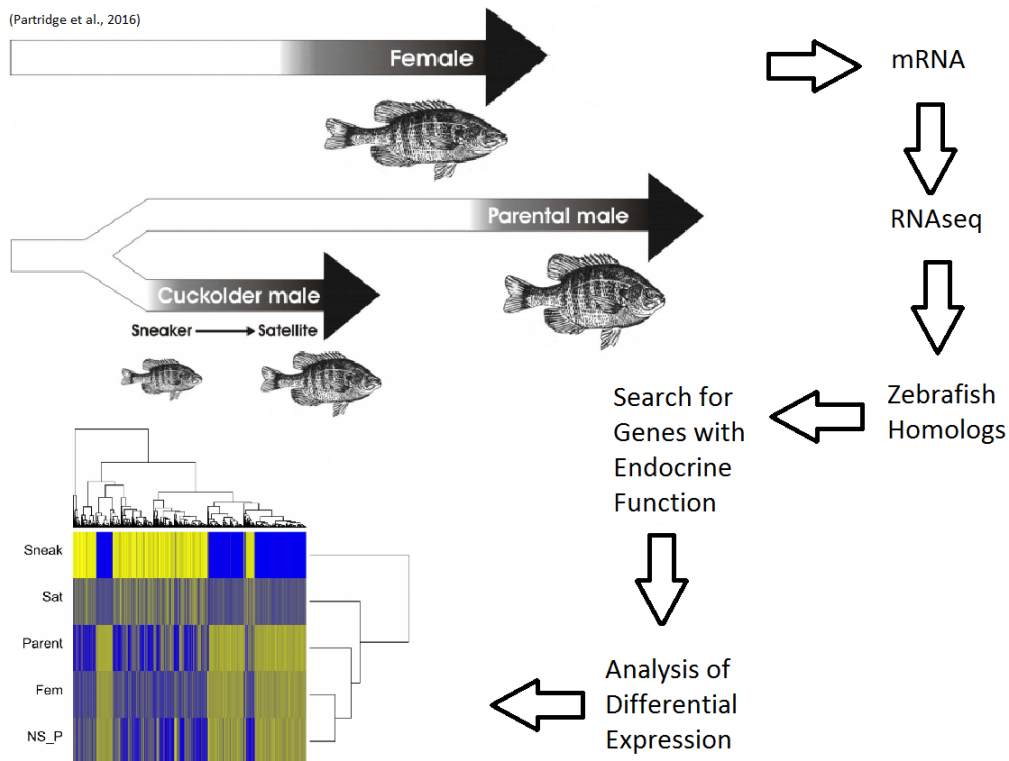 (Partridge et al., 2016)
Female
mRNA
RNAseq
Parental male
Cuckolder male
Sneaker
Satellite
Zebrafish
Homologs
Search for
Genes with
Endocrine
Function
Sneak
Sat
Parent
Fem
NS_P
Analysis of
Differential
Expression